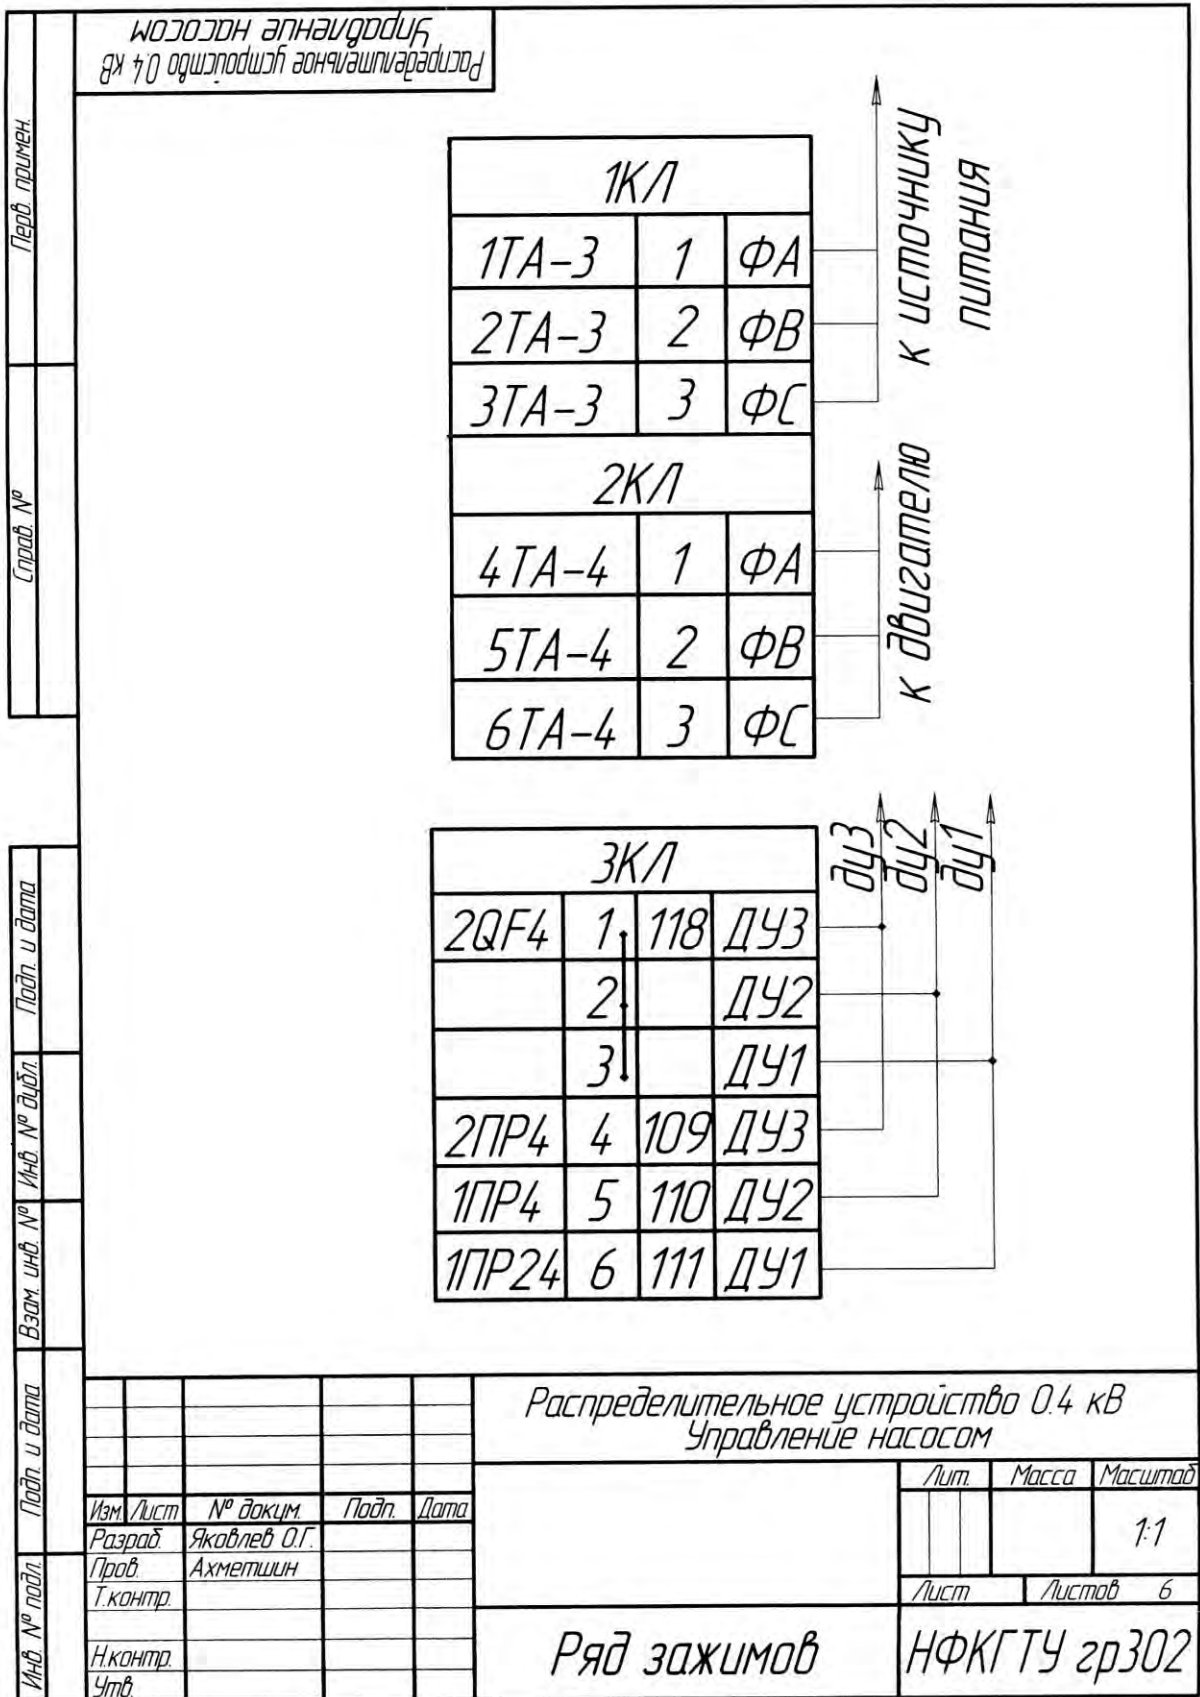 Распределительное устройство 0.4 кВ
Управление насосом
Перв. примен.
Справ. №
Подп. и дата
Инв. № дубл.
Взам. инв. №
Подп. и дата
Инв. № подл.
1КЛ
1ТА-3 1 ФА
2ТА-3 2 ФВ
3ТА-3 3 ФС
к источнику
питания
2КЛ
4ТА-4 1 ФА
5ТА-4 2 ФВ
6ТА-4 3 ФС
к двигателю
3КЛ
2QF4 1 118 ДУ3
2 ДУ2
3 ДУ1
2ПР4 4 109 ДУ3
1ПР4 5 110 ДУ2
1ПР24 6 111 ДУ1
ду3
ду2
ду1
Распределительное устройство 0.4 кВ
Управление насосом
Лит. Масса Масштаб
1:1
Изм. Лист № докум. Подп. Дата
Разраб. Яковлев О.Г.
Пров. Ахметшин
Т.контр.
Н.контр.
Утв.
Лист Листов 6
Ряд зажимов
НФКГТУ гр302